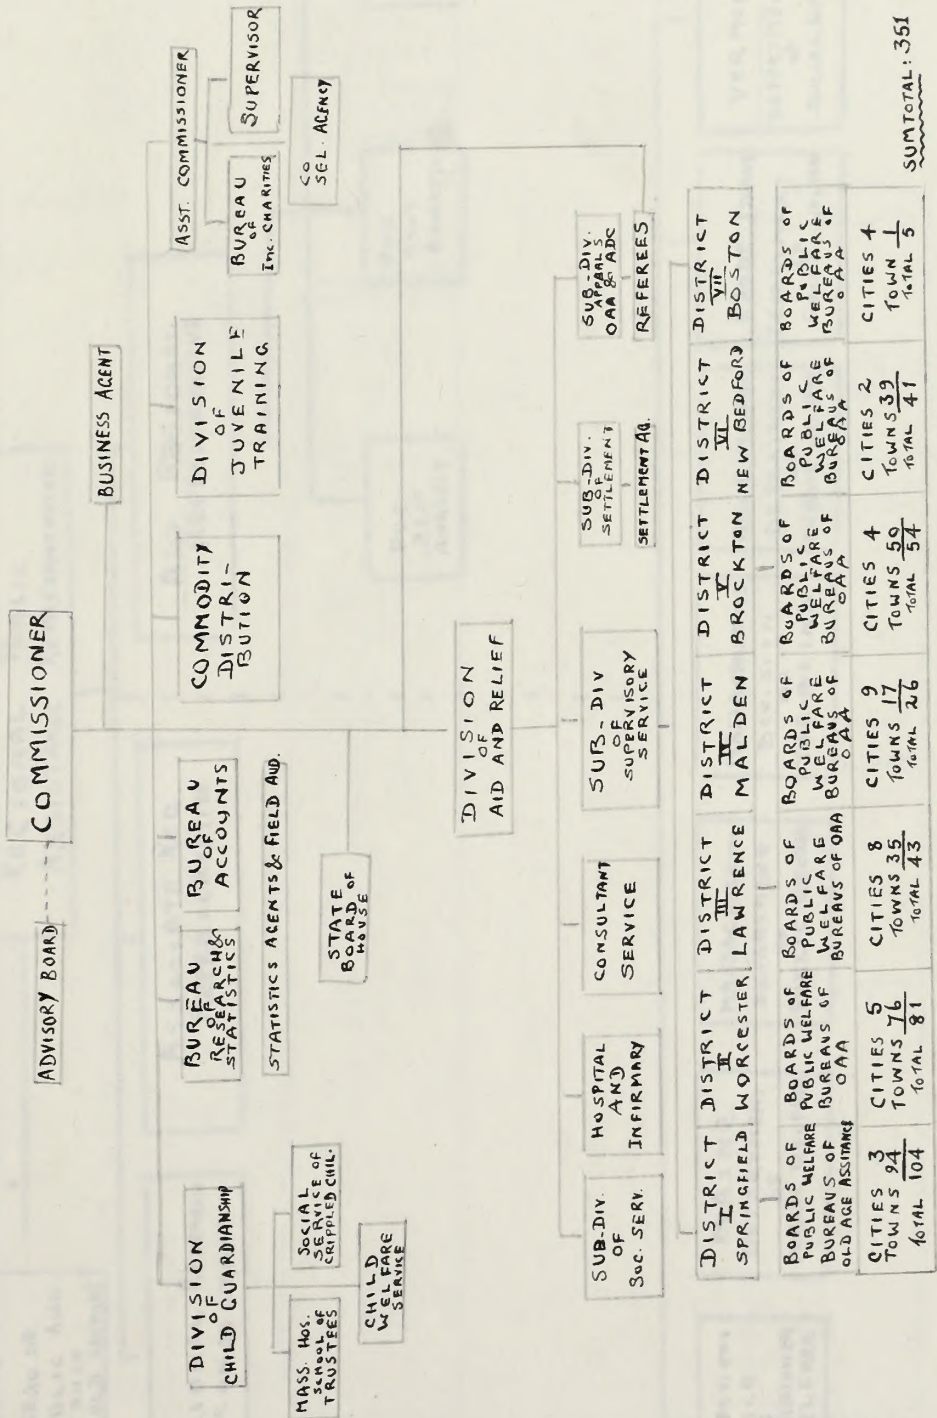 COMMISSIONER
ADVISORY BOARD
BUSINESS AGENT
DIVISION
OF
CHILD GUARDIANSHIP
MASS. HOS.
SCHOOL OF
TRUSTEES
SOCIAL
SERVICE OF
CRIPPLED CHIL.
CHILD
WELFARE
SERVICE
BUREAU
OF
RESEARCH &
STATISTICS
BUREAU
OF
ACCOUNTS
STATISTICS AGENTS & FIELD AUD.
STATE
BOARD OF
HOUSE
COMMODITY
DISTRI-
BUTION
DIVISION
OF
JUVENILE
TRAINING
ASST. COMMISSIONER
BUREAU
OF
INC. CHARITIES
SUPERVISOR
CO
SEL. AGENCY
DIVISION
OF
AID AND RELIEF
SUB-DIV.
OF
SOC. SERV.
HOSPITAL
AND
INFIRMARY
CONSULTANT
SERVICE
SUB-DIV
OF
SUPERVISORY
SERVICE
SUB-DIV.
OF
SETTLEMENT
SETTLEMENT AG.
SUB-DIV.
APPEALS
OAA & ADC
REFEREES
DISTRICT
I
SPRINGFIELD
BOARDS OF
PUBLIC WELFARE
BUREAUS OF
OLD AGE ASSITANCE
CITIES 3
TOWNS 94
TOTAL 104
DISTRICT
II
WORCESTER
BOARDS OF
PUBLIC WELFARE
BUREAUS OF
OAA
CITIES 5
TOWNS 76
TOTAL 81
DISTRICT
III
LAWRENCE
BOARDS OF
PUBLIC
WELFARE
BUREAUS OF OAA
CITIES 8
TOWNS 35
TOTAL 43
DISTRICT
IV
MALDEN
BOARDS OF
PUBLIC
WELFARE
BUREAUS OF
OAA
CITIES 9
TOWNS 17
TOTAL 26
DISTRICT
V
BROCKTON
BOARDS OF
PUBLIC
WELFARE
BUREAUS OF
OAA
CITIES 4
TOWNS 50
TOTAL 54
DISTRICT
VI
NEW BEDFORD
BOARDS OF
PUBLIC
WELFARE
BUREAUS OF
OAA
CITIES 2
TOWNS 39
TOTAL 41
DISTRICT
VII
BOSTON
BOARDS OF
PUBLIC
WELFARE
BUREAUS OF
OAA
CITIES 4
TOWN 1
TOTAL 5
SUMTOTAL: 351